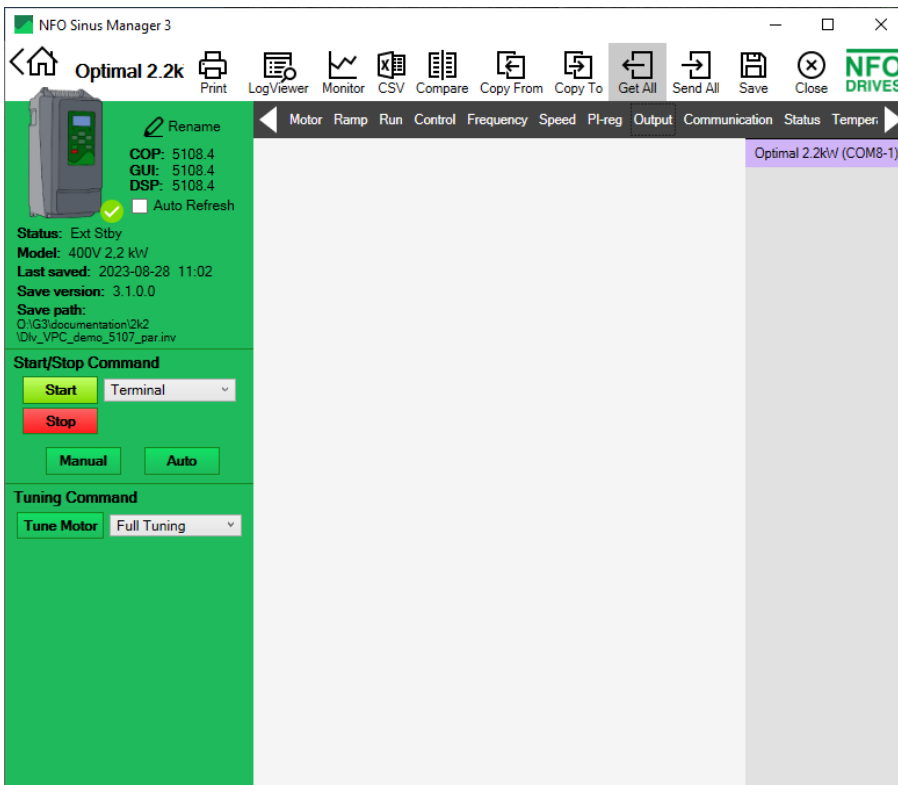 NFO Sinus Manager 3
Optimal 2.2k
Print
LogViewer
Monitor
CSV
Compare
Copy From
Copy To
Get All
Send All
Save
Close
NFO
DRIVES
Rename
COP: 5108.4
GUI: 5108.4
DSP: 5108.4
Auto Refresh
Status: Ext Stby
Model: 400V 2,2 kW
Last saved: 2023-08-28 11:02
Save version: 3.1.0.0
Save path:
O:\G3\documentation\2k2
\Dlv_VPC_demo_5107_par.inv
Start/Stop Command
Start
Terminal
Stop
Manual
Auto
Tuning Command
Tune Motor
Full Tuning
Motor Ramp Run Control Frequency Speed PI-reg Output Communication Status Temper
Optimal 2.2kW (COM8-1)